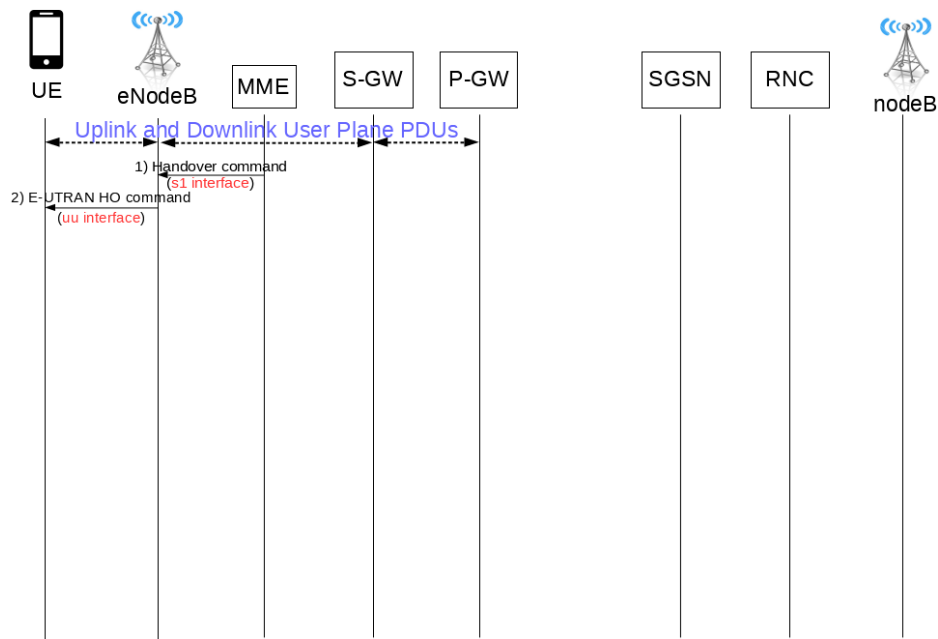 UE
eNodeB
MME
S-GW
P-GW
SGSN
RNC
nodeB
Uplink and Downlink User Plane PDUs
1) Handover command
(s1 interface)
2) E-UTRAN HO command
(uu interface)